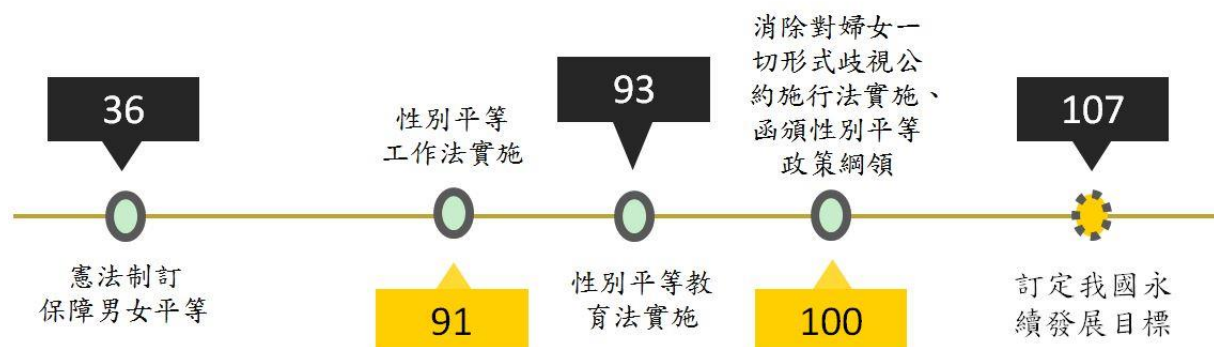 36
憲法制訂
保障男女平等
性別平等
工作法實施
91
93
性別平等教
育法實施
消除對婦女一
切形式歧視公
約施行法實施、
函頒性別平等
政策綱領
100
107
訂定我國永
續發展目標